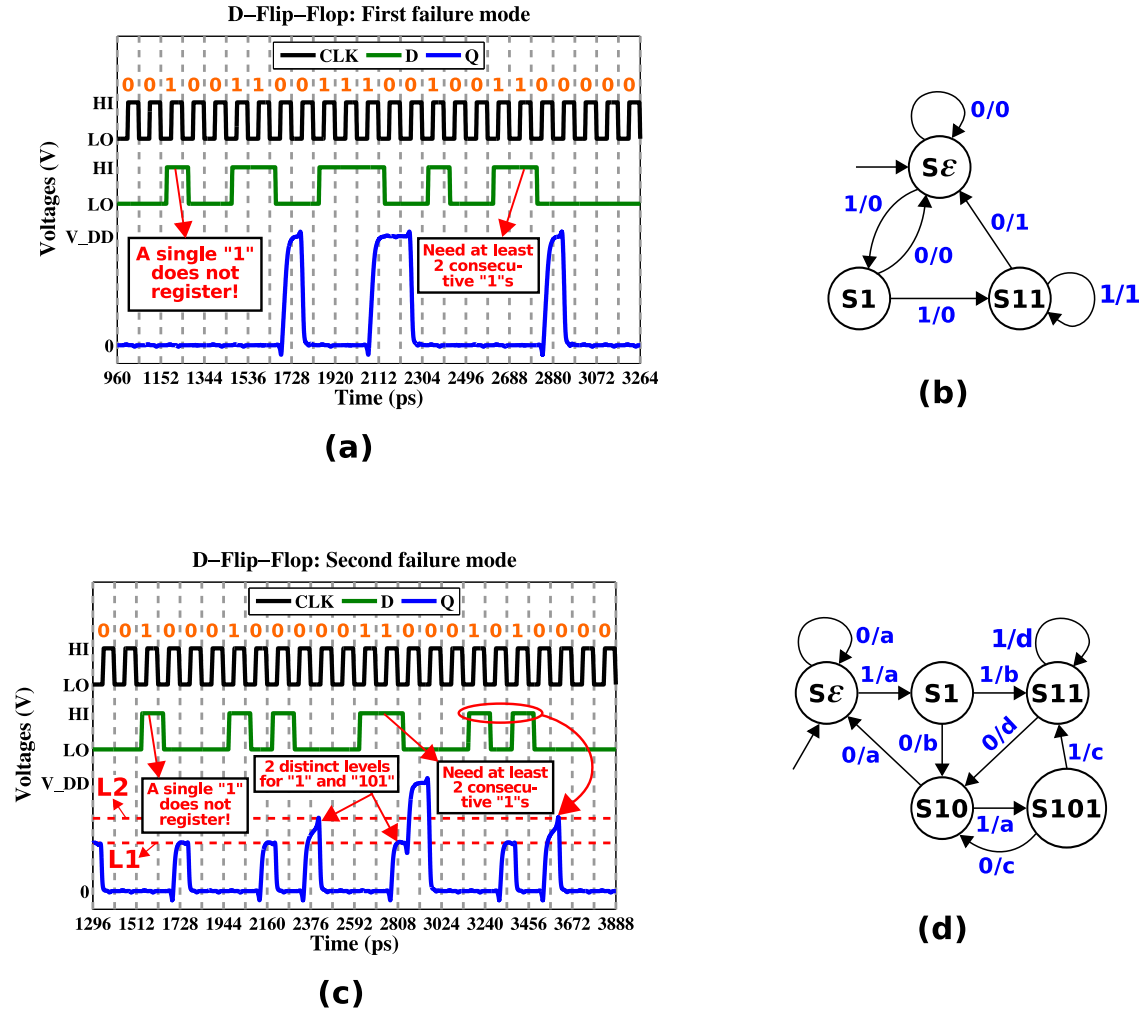 D–Flip–Flop: First failure mode
CLK D Q
0 0 1 0 0 1 1 0 0 1 1 1 0 0 1 0 0 1 1 0 0 0 0 0
HI
LO
HI
LO
V_DD
0
Voltages (V)
A single "1"
does not
register!
Need at least
2 consecu-
tive "1"s
960 1152 1344 1536 1728 1920 2112 2304 2496 2688 2880 3072 3264
Time (ps)
(a)
0/0
Sε
1/0
0/0
0/1
S1
S11
1/0
1/1
(b)
D–Flip–Flop: Second failure mode
CLK D Q
0 0 1 0 0 0 1 0 1 0 0 0 1 1 0 0 0 1 0 1 0 0 0 0
HI
LO
HI
LO
V_DD
0
Voltages (V)
L2
L1
A single "1"
does not
register!
2 distinct levels
for "1" and "101"
Need at least
2 consecu-
tive "1"s
1296 1512 1728 1944 2160 2376 2592 2808 3024 3240 3456 3672 3888
Time (ps)
(c)
0/a
1/d
Sε
1/a
S1
1/b
S11
0/a
0/b
0/d
1/c
S10
1/a
S101
0/c
(d)